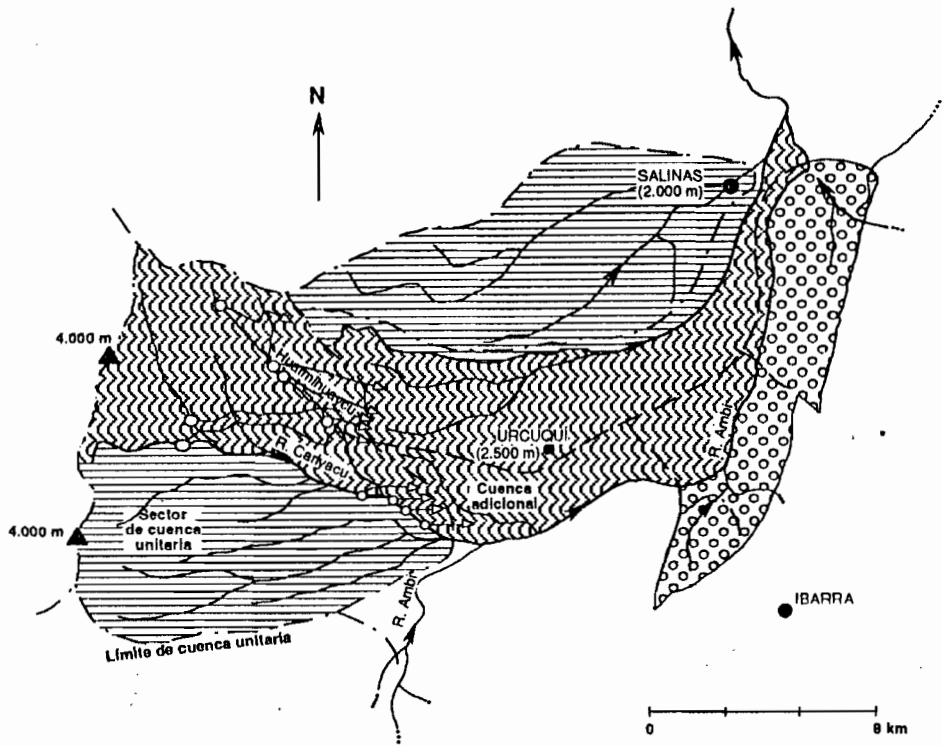 N
SALINAS
(2.000 m)
4.000 m
R. Ambi
URCUQUÍ
(2.500 m)
R. Cariyacu
Cuenca
adicional
Sector
de cuenca
unitaria
4.000 m
R. Ambi
IBARRA
Límite de cuenca unitaria
0
8 km